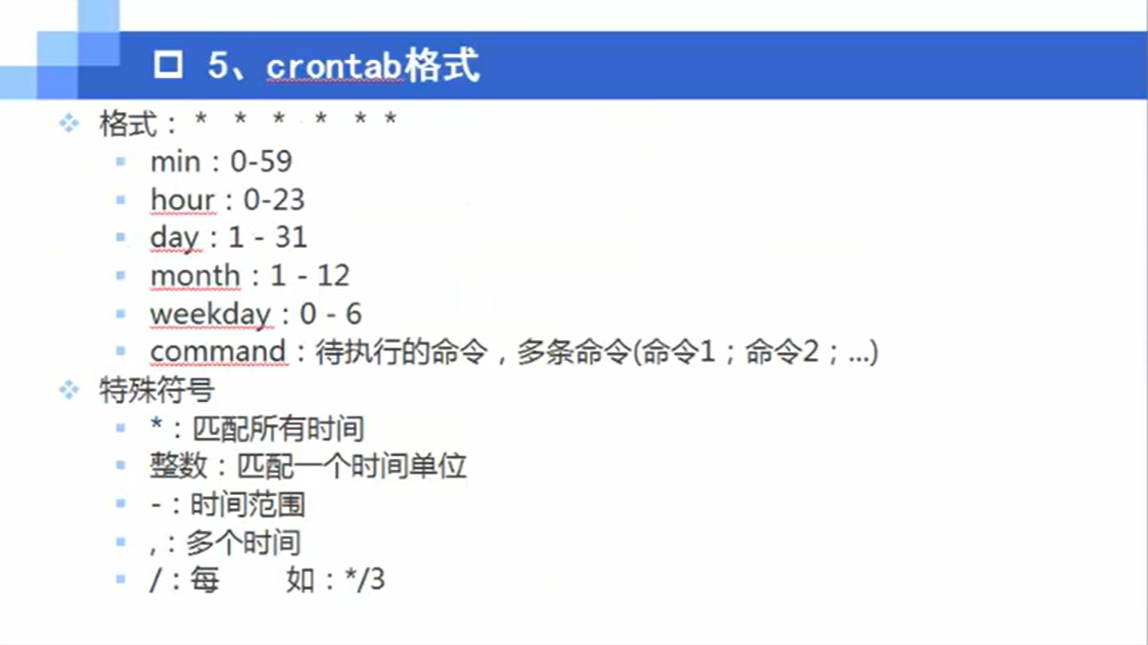 5、crontab格式
格式： * * * * * *
min：0-59
hour：0-23
day：1 - 31
month：1 - 12
weekday：0 - 6
command：待执行的命令，多条命令(命令1；命令2；...)
特殊符号
*：匹配所有时间
整数：匹配一个时间单位
-：时间范围
,：多个时间
/：每 如：*/3